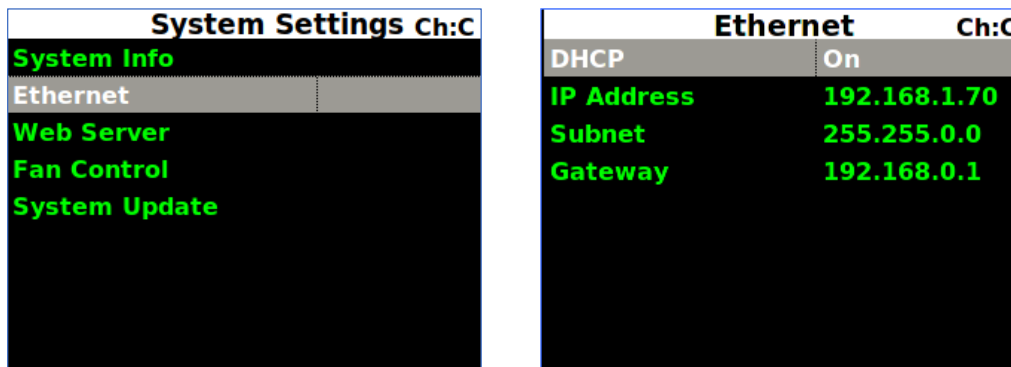 System Settings Ch:C
System Info
Ethernet
Web Server
Fan Control
System Update
Ethernet Ch:C
DHCP On
IP Address 192.168.1.70
Subnet 255.255.0.0
Gateway 192.168.0.1